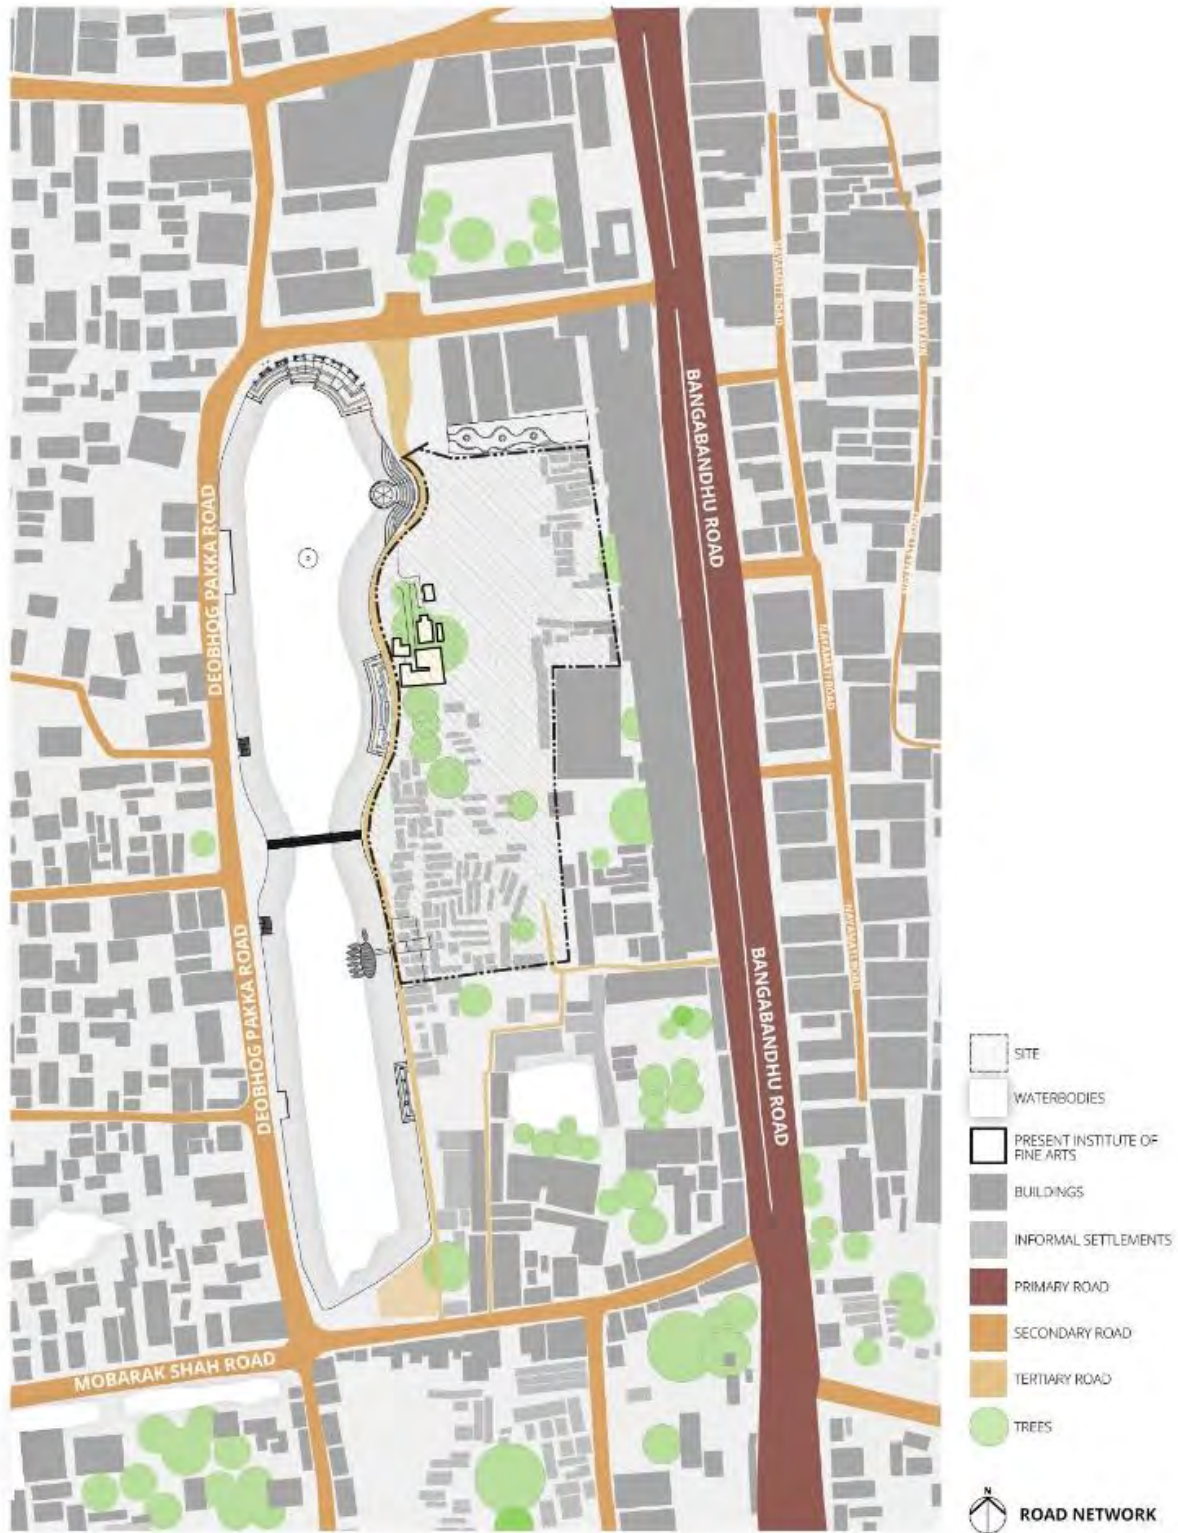 BANGABANDHU ROAD
DEOBHOG PAKKA ROAD
NAYAMATI ROAD
DEOBHOG PAKKA ROAD
BANGABANDHU ROAD
MOBARAK SHAH ROAD
SITE
WATERBODIES
PRESENT INSTITUTE OF
FINE ARTS
BUILDINGS
INFORMAL SETTLEMENTS
PRIMARY ROAD
SECONDARY ROAD
TERTIARY ROAD
TREES
N
ROAD NETWORK